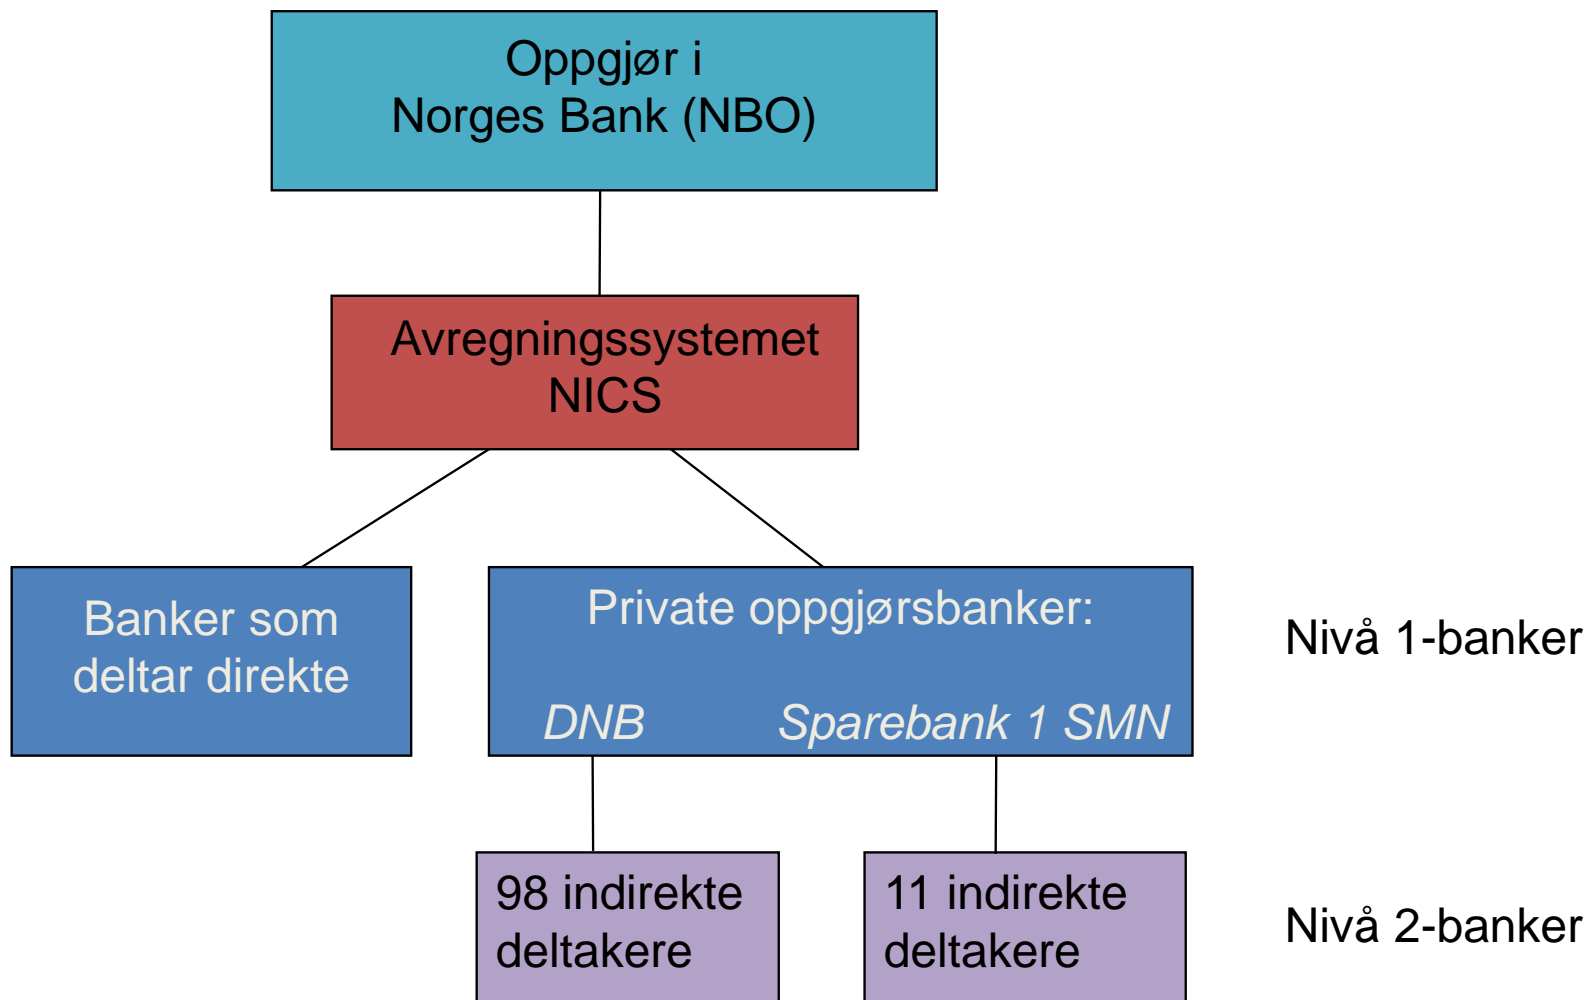 Oppgjør i
Norges Bank (NBO)
Avregningssystemet
NICS
Banker som
deltar direkte
Private oppgjørsbanker:
DNB Sparebank 1 SMN
Nivå 1-banker
98 indirekte
deltakere
11 indirekte
deltakere
Nivå 2-banker